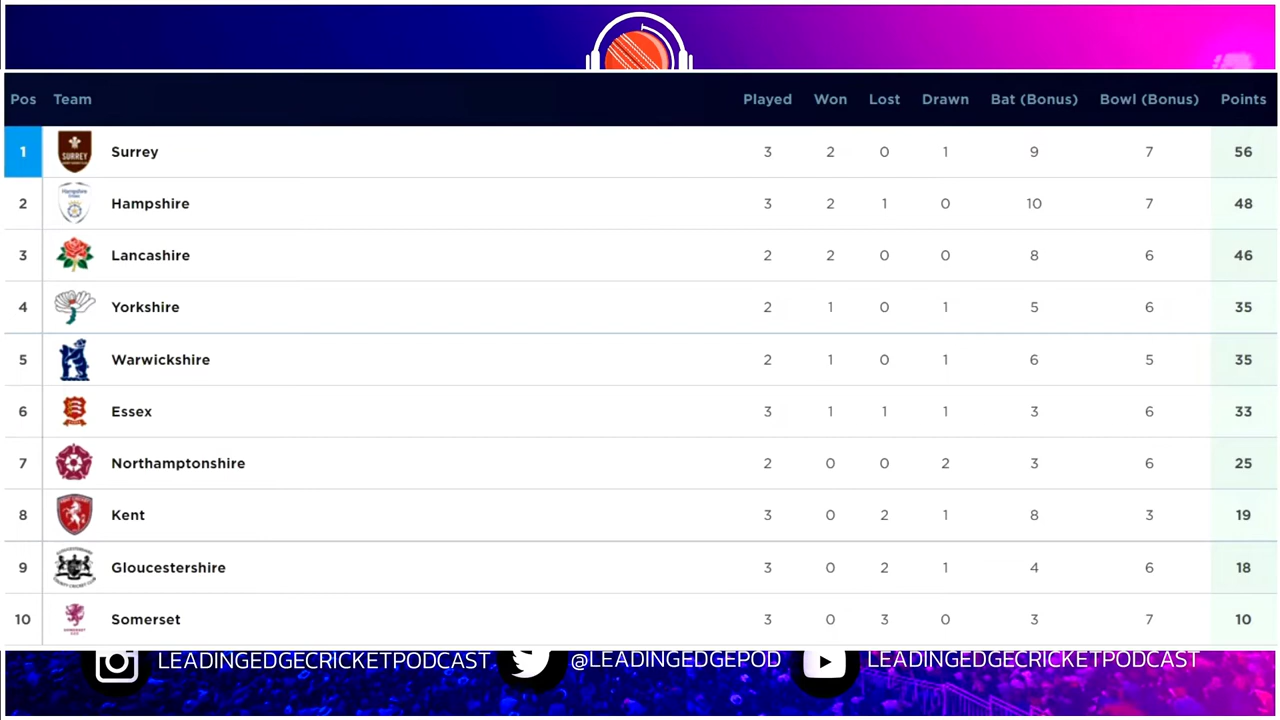 Pos Team Played Won Lost Drawn Bat (Bonus) Bowl (Bonus) Points
1 SURREY Surrey 3 2 0 1 9 7 56
2 Hampshire Hampshire 3 2 1 0 10 7 48
3 Lancashire 2 2 0 0 8 6 46
4 Yorkshire 2 1 0 1 5 6 35
5 Warwickshire 2 1 0 1 6 5 35
6 Essex 3 1 1 1 3 6 33
7 Northamptonshire 2 0 0 2 3 6 25
8 Kent 3 0 2 1 8 3 19
9 Gloucestershire 3 0 2 1 4 6 18
10 Somerset 3 0 3 0 3 7 10
LEADINGEDGECRICKETPODCAST @LEADINGEDGEPOD LEADINGEDGECRICKETPODCAST